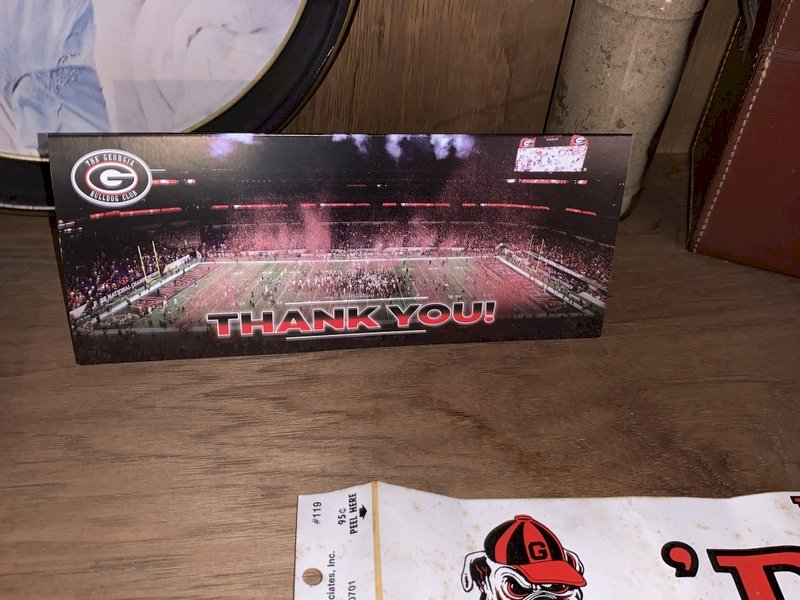 THE GEORGIA
G
BULLDOG CLUB
THANK YOU!
#119
95¢
PEEL HERE
ciates, Inc.
0701
G
'D